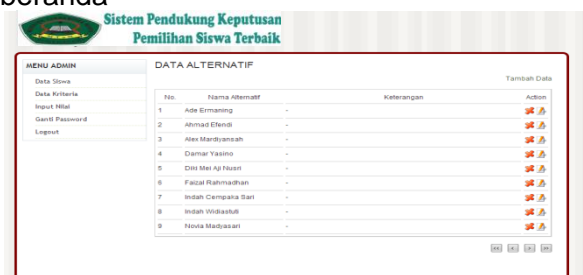 beranda
Sistem Pendukung Keputusan
Pemilihan Siswa Terbaik
MENU ADMIN
Data Siswa
Data Kriteria
Input Nilai
Ganti Password
Logout
DATA ALTERNATIF
Tambah Data
No. Nama Alternatif Keterangan Action
1 Ade Ermaning -
2 Ahmad Efendi -
3 Alex Mardiyansah -
4 Damar Yasino -
5 Diki Mei Aji Nusri -
6 Faizal Rahmadhan -
7 Indah Cempaka Sari -
8 Indah Widiastuti -
9 Novia Madyasari -